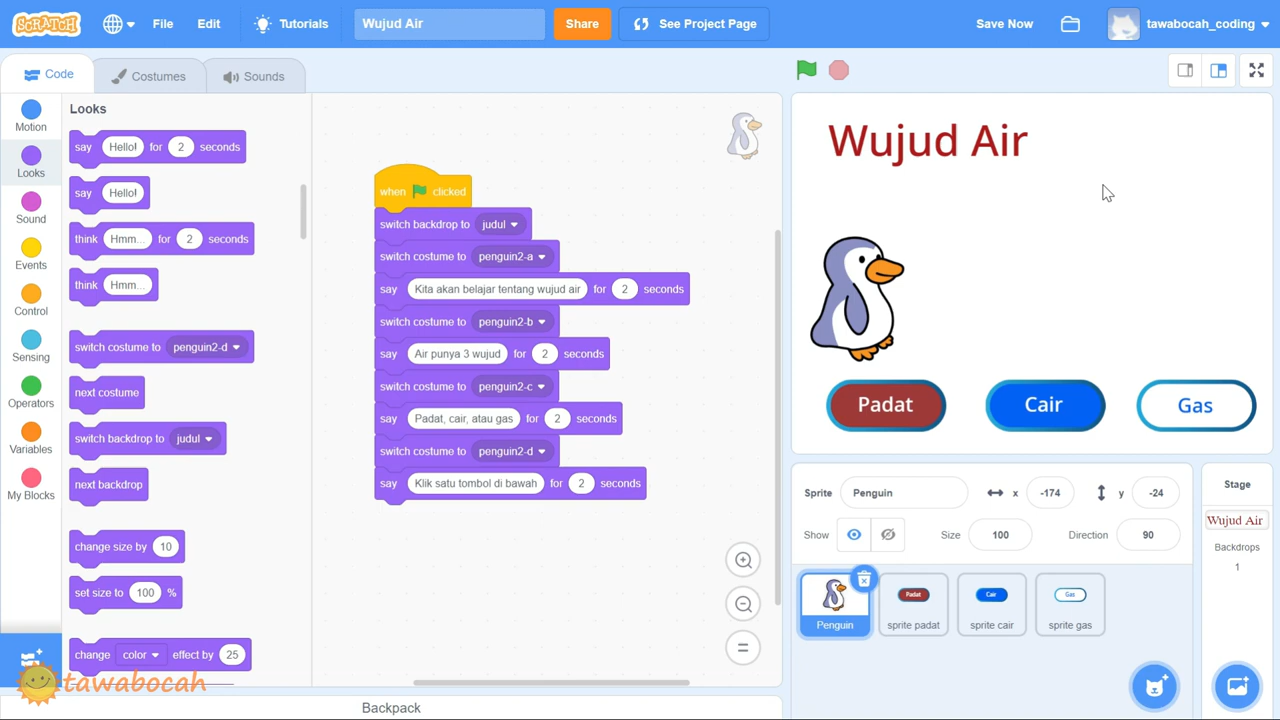 SCRATCH
File
Edit
Tutorials
Wujud Air
Share
See Project Page
Save Now
tawabocah_coding
Code
Costumes
Sounds
Motion
Looks
Sound
Events
Control
Sensing
Operators
Variables
My Blocks
Looks
say Hello! for 2 seconds
say Hello!
think Hmm... for 2 seconds
think Hmm...
switch costume to penguin2-d
next costume
switch backdrop to judul
next backdrop
change size by 10
set size to 100 %
change color effect by 25
when clicked
switch backdrop to judul
switch costume to penguin2-a
say Kita akan belajar tentang wujud air for 2 seconds
switch costume to penguin2-b
say Air punya 3 wujud for 2 seconds
switch costume to penguin2-c
say Padat, cair, atau gas for 2 seconds
switch costume to penguin2-d
say Klik satu tombol di bawah for 2 seconds
Backpack
tawabocah
Wujud Air
Padat
Cair
Gas
Sprite Penguin x -174 y -24
Show Size 100 Direction 90
Padat
Cair
Gas
Penguin
sprite padat
sprite cair
sprite gas
Stage
Wujud Air
Backdrops
1